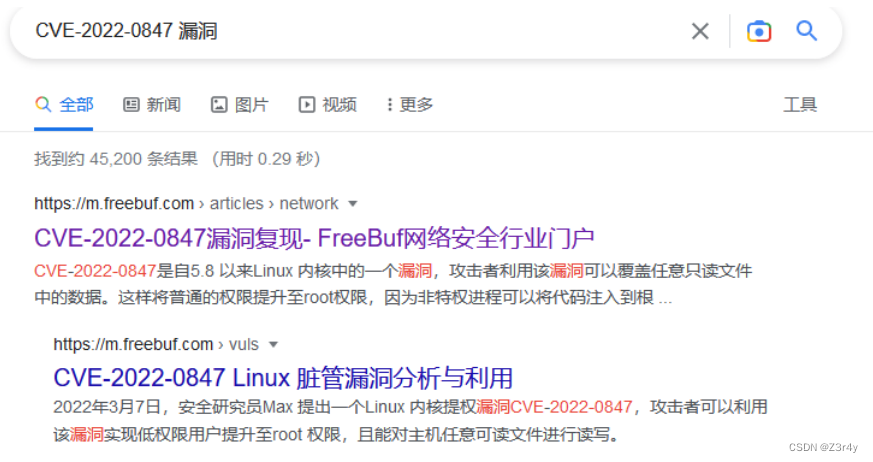 CVE-2022-0847 漏洞
全部 新闻 图片 视频 更多 工具
找到约 45,200 条结果 （用时 0.29 秒）
https://m.freebuf.com › articles › network
CVE-2022-0847漏洞复现- FreeBuf网络安全行业门户
CVE-2022-0847是自5.8 以来Linux 内核中的一个漏洞，攻击者利用该漏洞可以覆盖任意只读文件
中的数据。这样将普通的权限提升至root权限，因为非特权进程可以将代码注入到根 ...
https://m.freebuf.com › vuls
CVE-2022-0847 Linux 脏管漏洞分析与利用
2022年3月7日，安全研究员Max 提出一个Linux 内核提权漏洞CVE-2022-0847，攻击者可以利用
该漏洞实现低权限用户提升至root 权限，且能对主机任意可读文件进行读写。
CSDN @Z3r4y